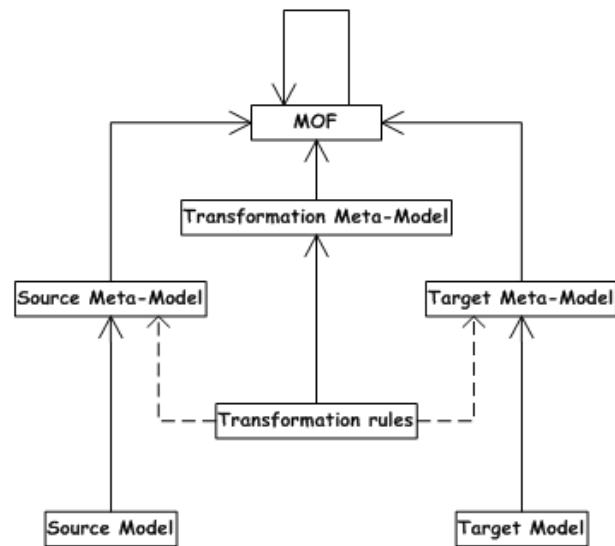 MOF
Transformation Meta-Model
Source Meta-Model
Target Meta-Model
Transformation rules
Source Model
Target Model